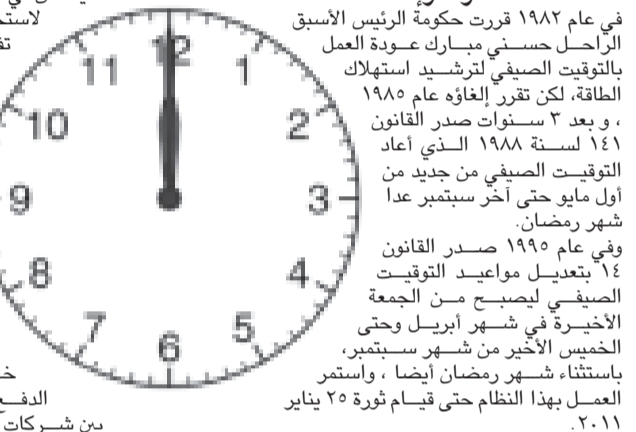 في عام ١٩٨٢ قررت حكومة الرئيس الأسبق
الراحل حسني مبارك عودة العمل
بالتوقيت الصيفي لترشيد استهلاك
الطاقة، لكن تقرر إلغاؤه عام ١٩٨٥
، و بعد ٣ سنوات صدر القانون
١٤١ لسنة ١٩٨٨ الذي أعاد
التوقيت الصيفي من جديد من
أول مايو حتى آخر سبتمبر عدا
شهر رمضان.
وفي عام ١٩٩٥ صدر القانون
١٤ بتعديل مواعيد التوقيت
الصيفي ليصبح من الجمعة
الأخيرة في شهر أبريل وحتى
الخميس الأخير من شهر سبتمبر،
باستثناء شهر رمضان أيضا ، واستمر
العمل بهذا النظام حتى قيام ثورة ٢٥ يناير
٢٠١١.
12
1
2
3
4
5
6
7
8
9
10
11
الدفع
بين شركات